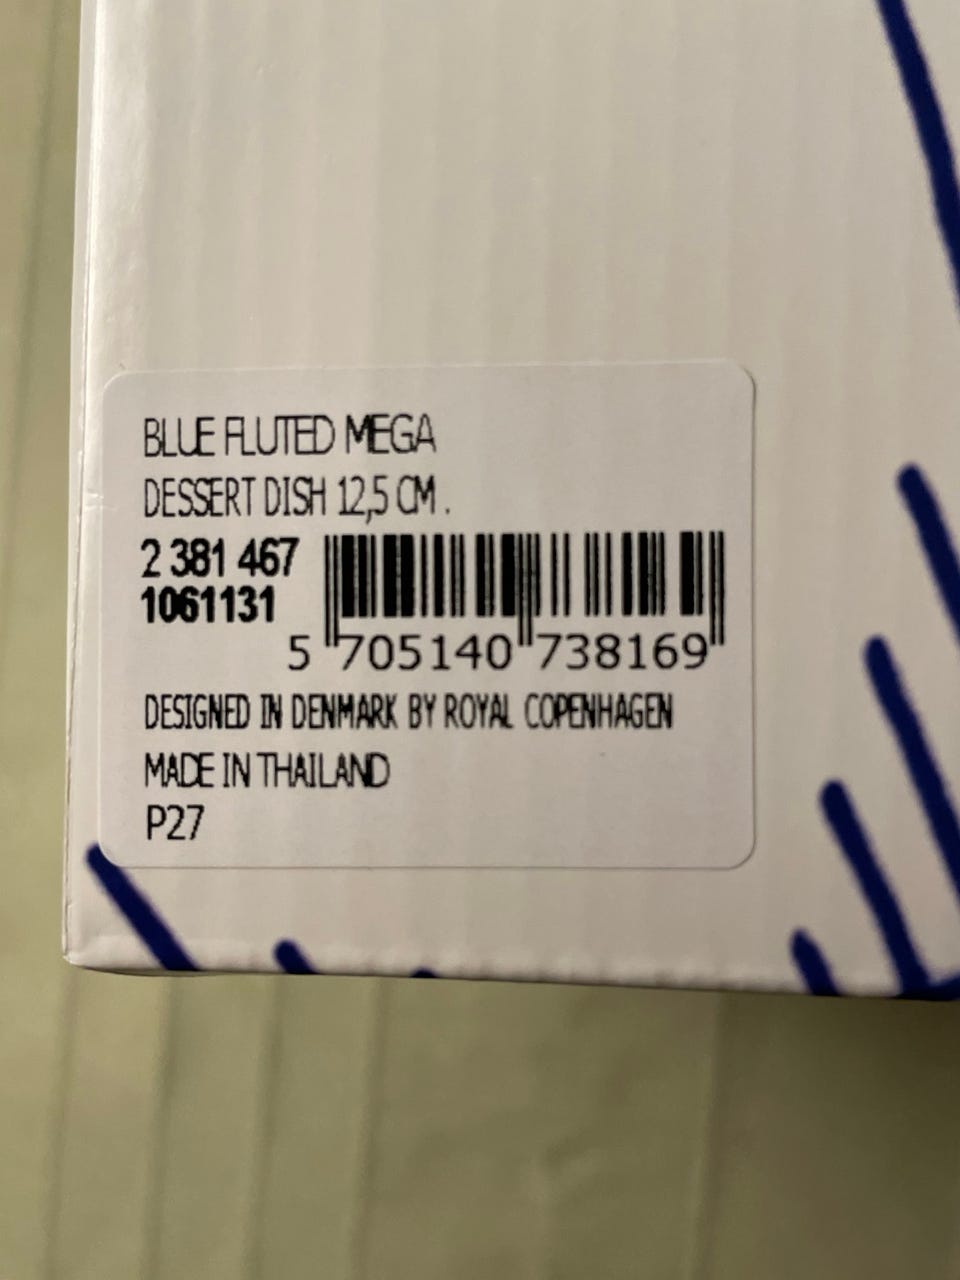 BLUE FLUTED MEGA
DESSERT DISH 12,5 CM .
2 381 467
1061131
5 705140 738169
DESIGNED IN DENMARK BY ROYAL COPENHAGEN
MADE IN THAILAND
P27